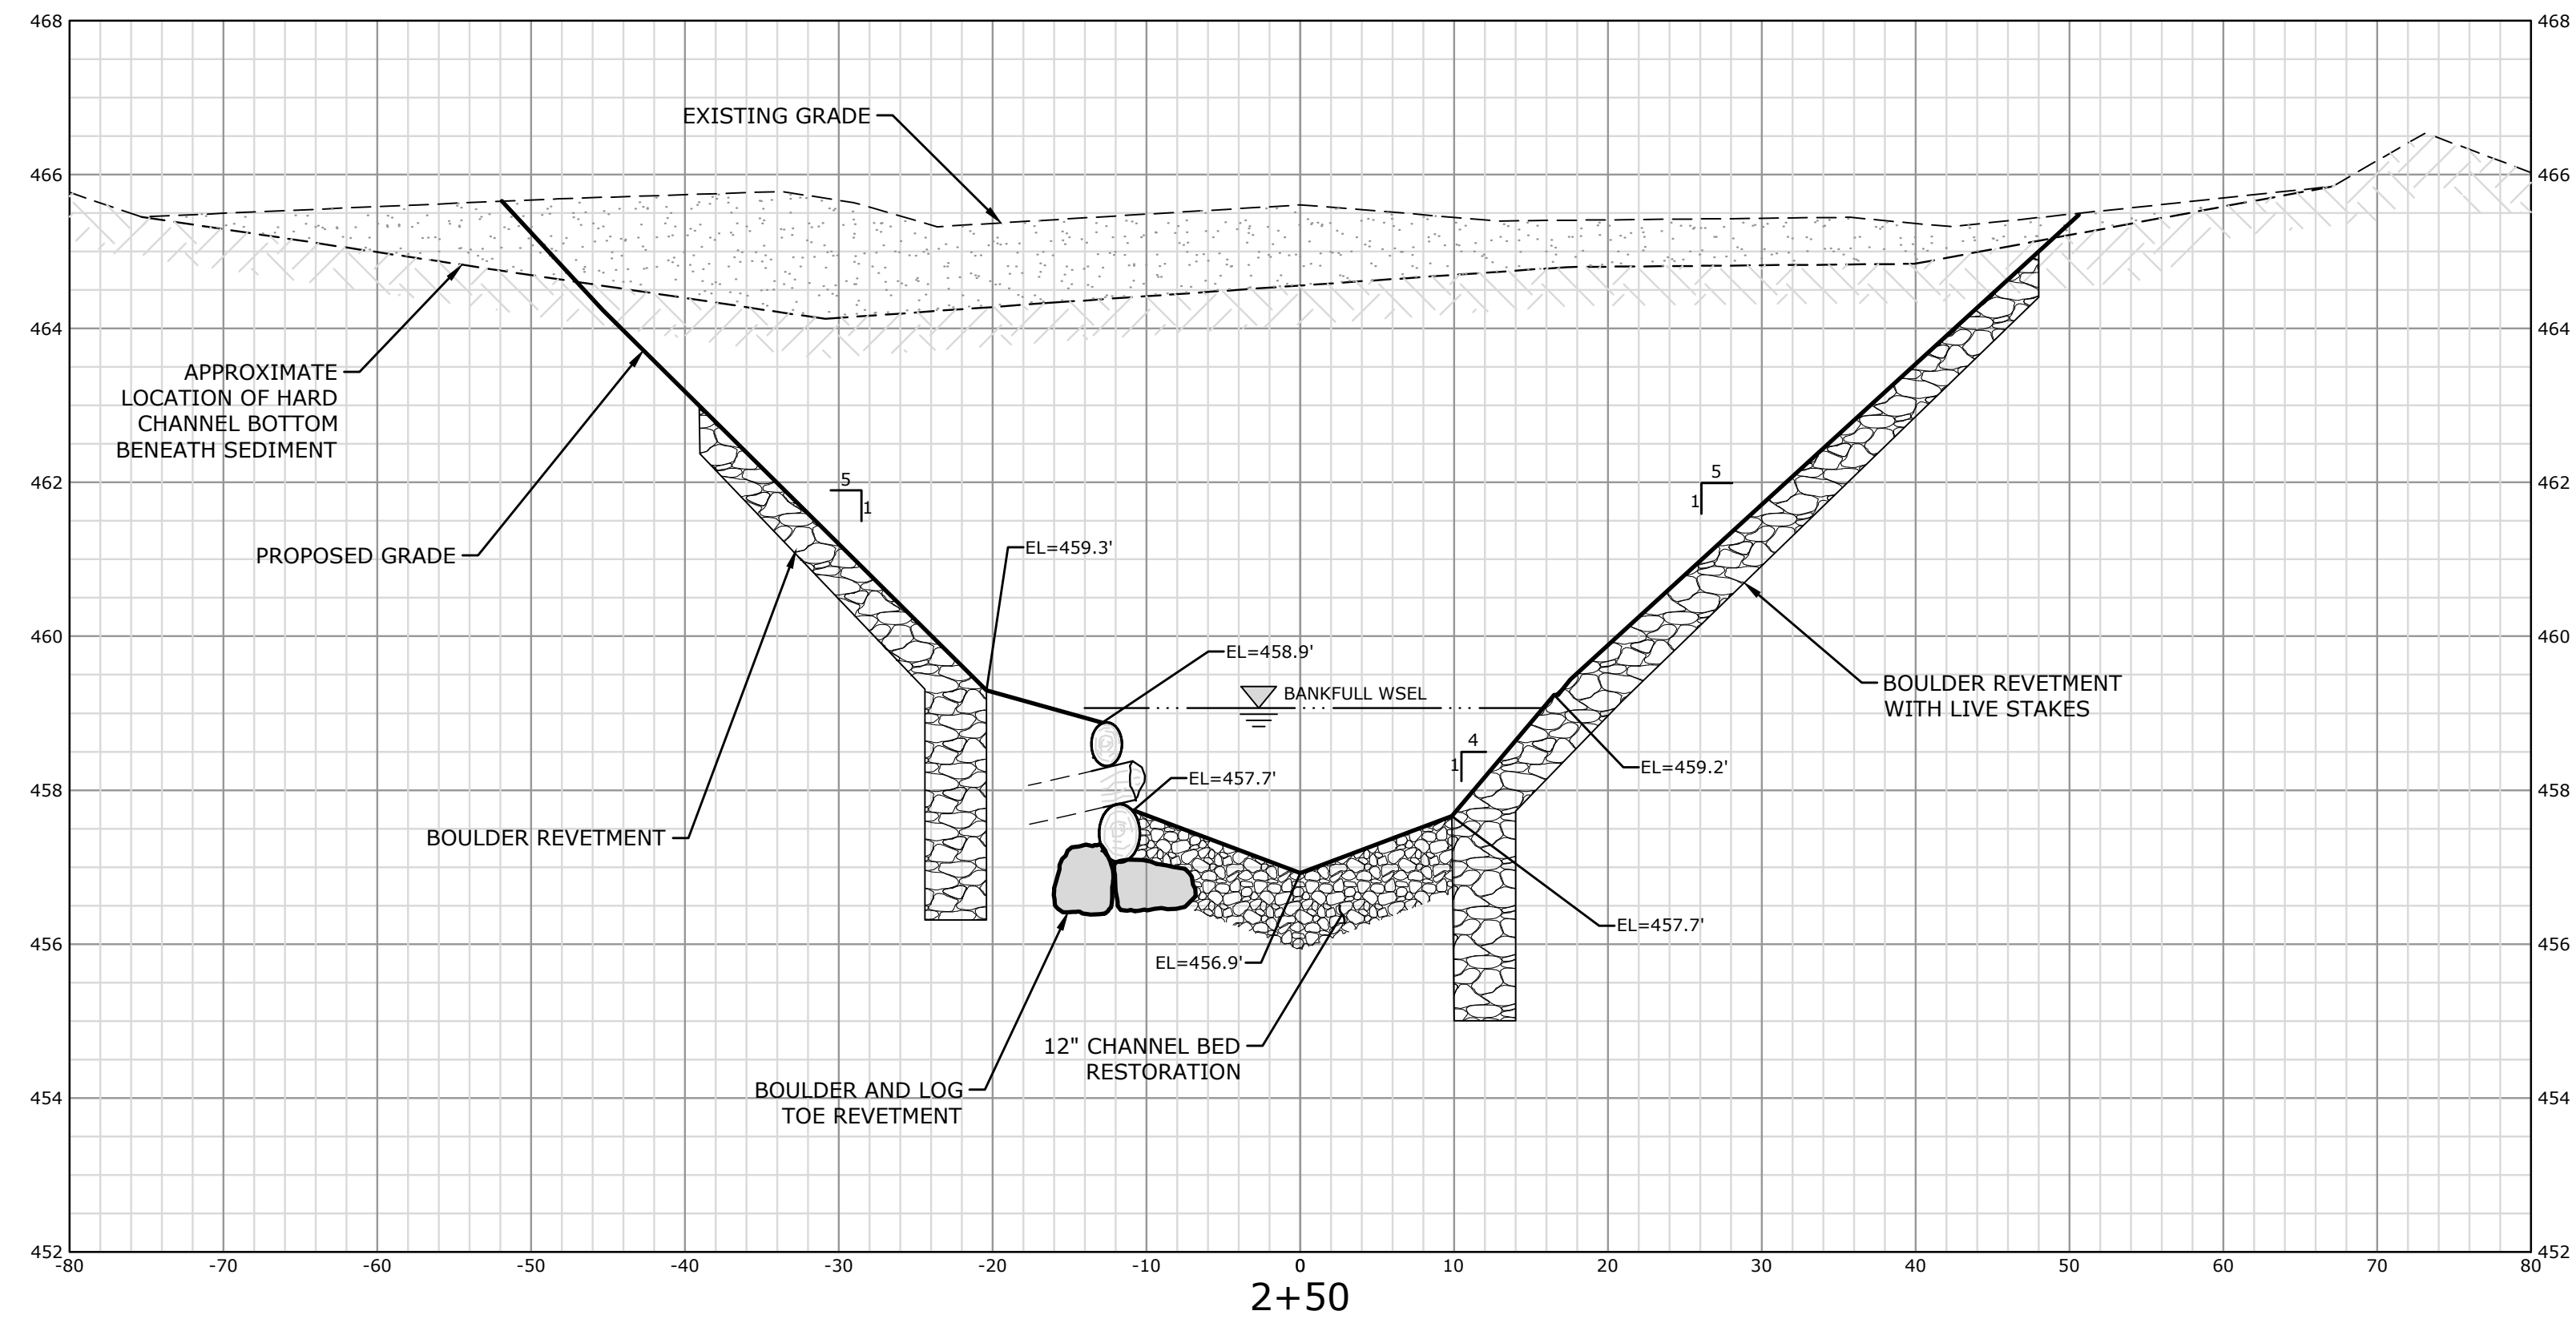 468
468
EXISTING GRADE
466
466
464
464
APPROXIMATE
LOCATION OF HARD
CHANNEL BOTTOM
BENEATH SEDIMENT
462
462
5
1
5
1
PROPOSED GRADE
EL=459.3'
460
460
EL=458.9'
BANKFULL WSEL
BOULDER REVETMENT
WITH LIVE STAKES
4
1
EL=459.2'
EL=457.7'
458
458
BOULDER REVETMENT
EL=457.7'
456
456
EL=456.9'
12" CHANNEL BED
RESTORATION
BOULDER AND LOG
TOE REVETMENT
454
454
452
452
-80 -70 -60 -50 -40 -30 -20 -10 0 10 20 30 40 50 60 70 80
2+50